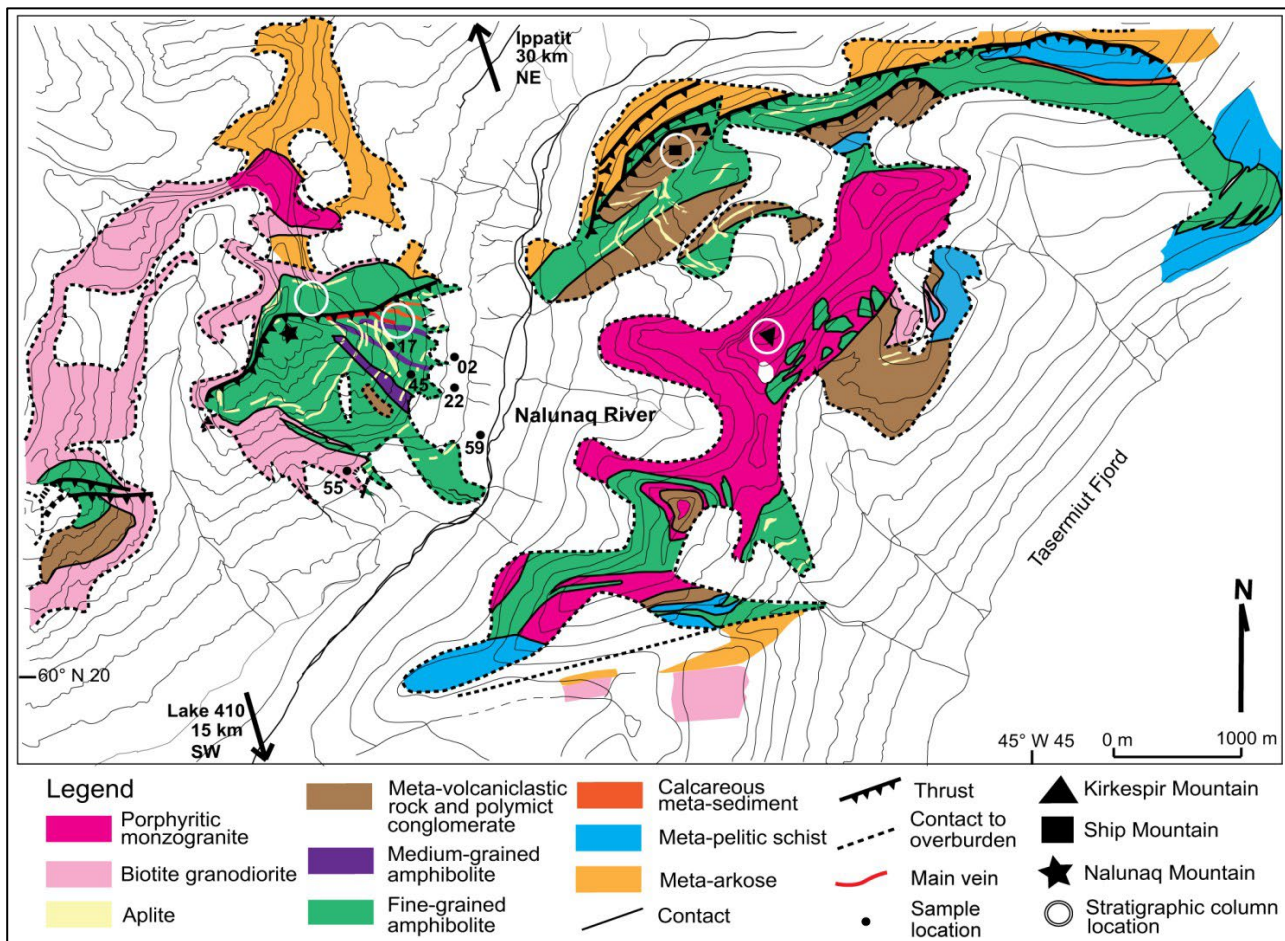 Ippatit
30 km
NE
17
02
45
22
Nalunaq River
59
55
Tasermiut Fjord
N
60° N 20
Lake 410
15 km
SW
45° W 45
0 m
1000 m
Legend
Porphyritic
monzogranite
Biotite granodiorite
Aplite
Meta-volcaniclastic
rock and polymict
conglomerate
Medium-grained
amphibolite
Fine-grained
amphibolite
Calcareous
meta-sediment
Meta-pelitic schist
Meta-arkose
Contact
Thrust
Contact to
overburden
Main vein
Sample
location
Kirkespir Mountain
Ship Mountain
Nalunaq Mountain
Stratigraphic column
location